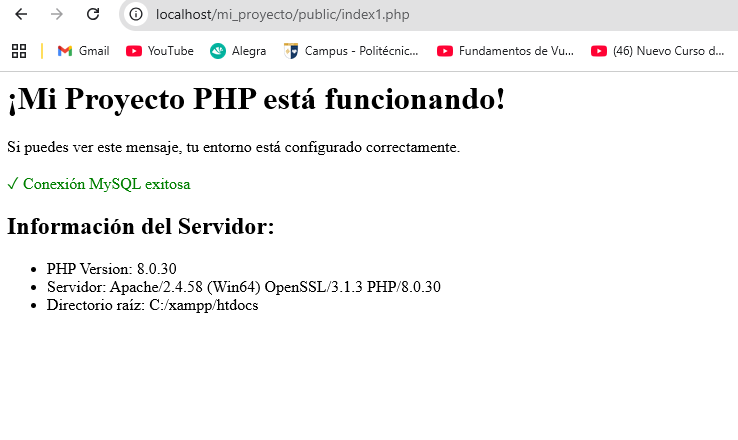 localhost/mi_proyecto/public/index1.php
Gmail YouTube Alegra Campus - Politécnic... Fundamentos de Vu... (46) Nuevo Curso d...
¡Mi Proyecto PHP está funcionando!
Si puedes ver este mensaje, tu entorno está configurado correctamente.
✓ Conexión MySQL exitosa
Información del Servidor:
• PHP Version: 8.0.30
• Servidor: Apache/2.4.58 (Win64) OpenSSL/3.1.3 PHP/8.0.30
• Directorio raíz: C:/xampp/htdocs